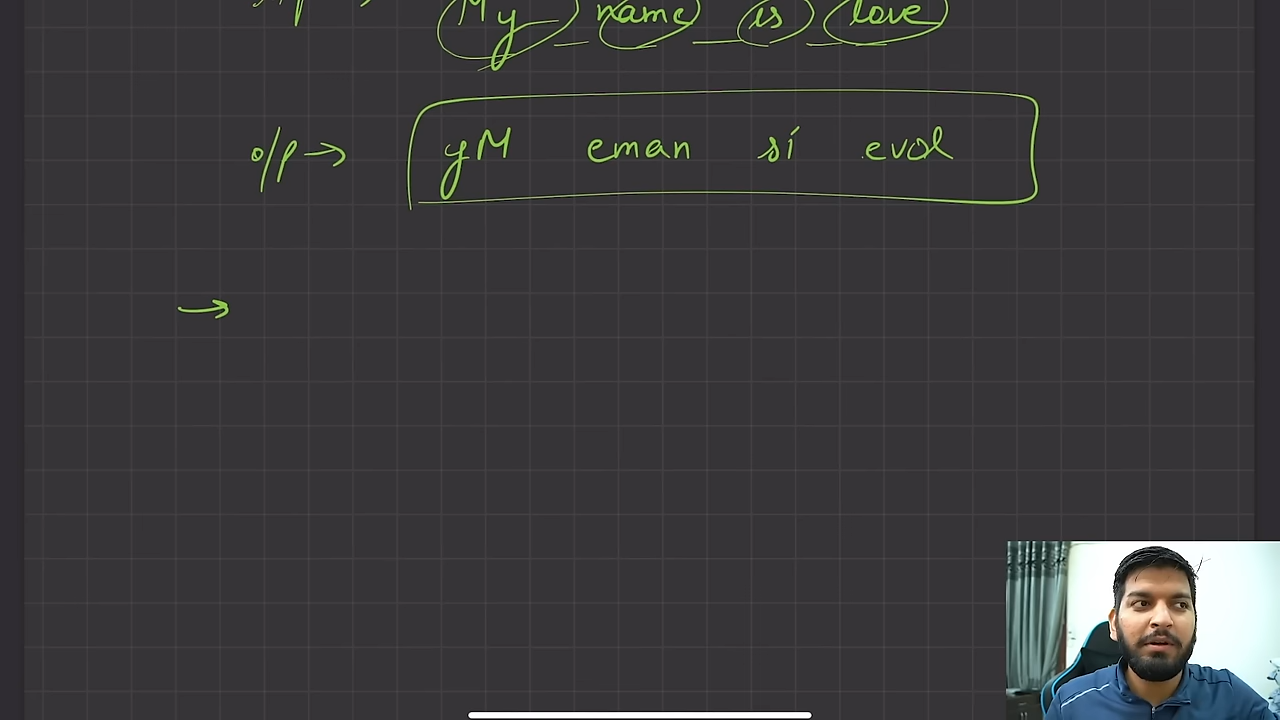 My name is love
o/p → yM eman si evol
→